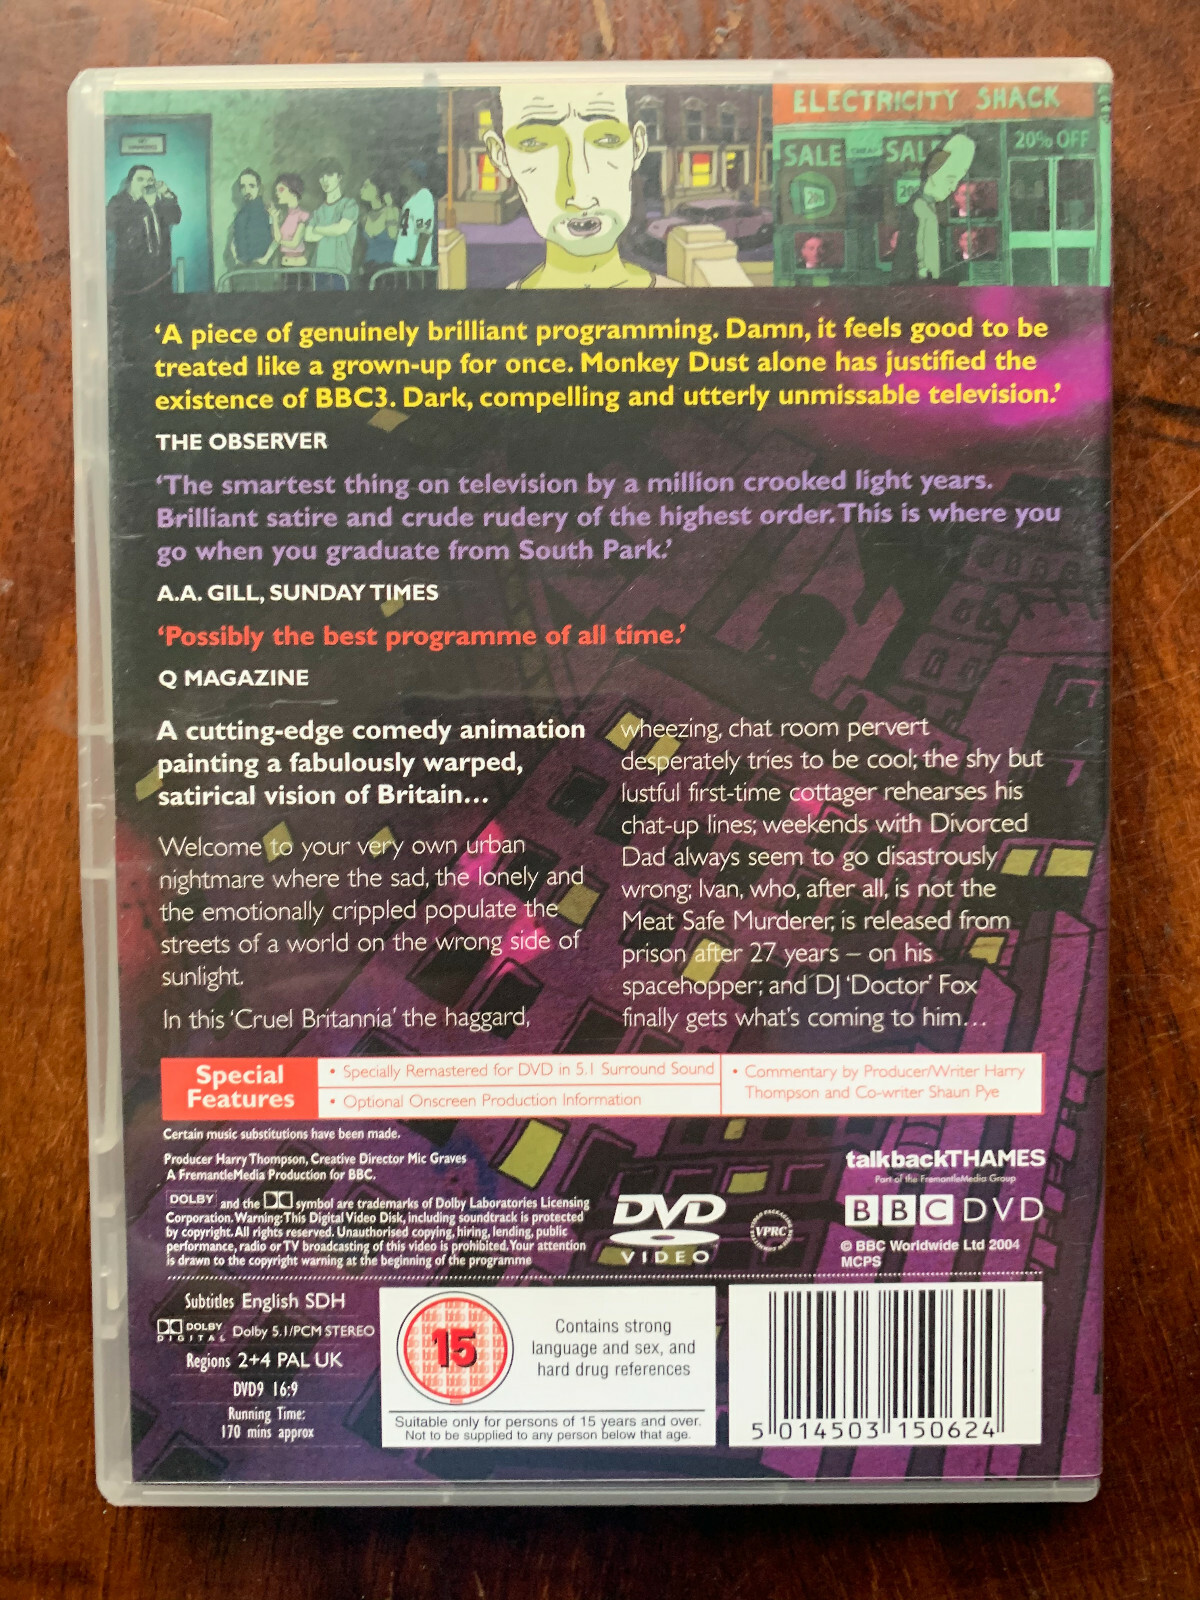 ELECTRICITY SHACK
SALE
SALE
20% OFF
'A piece of genuinely brilliant programming. Damn, it feels good to be
treated like a grown-up for once. Monkey Dust alone has justified the
existence of BBC3. Dark, compelling and utterly unmissable television.'
THE OBSERVER
'The smartest thing on television by a million crooked light years.
Brilliant satire and crude rudery of the highest order. This is where you
go when you graduate from South Park.'
A.A. GILL, SUNDAY TIMES
'Possibly the best programme of all time.'
Q MAGAZINE
A cutting-edge comedy animation
painting a fabulously warped,
satirical vision of Britain...
Welcome to your very own urban
nightmare where the sad, the lonely and
the emotionally crippled populate the
streets of a world on the wrong side of
sunlight.
In this 'Cruel Britannia' the haggard,
wheezing, chat room pervert
desperately tries to be cool; the shy but
lustful first-time cottager rehearses his
chat-up lines; weekends with Divorced
Dad always seem to go disastrously
wrong; Ivan, who, after all, is not the
Meat Safe Murderer, is released from
prison after 27 years – on his
spacehopper; and DJ 'Doctor' Fox
finally gets what's coming to him...
Special
Features
• Specially Remastered for DVD in 5.1 Surround Sound
• Optional Onscreen Production Information
• Commentary by Producer/Writer Harry
Thompson and Co-writer Shaun Pye
Certain music substitutions have been made.
Producer Harry Thompson, Creative Director Mic Graves
A FremantleMedia Production for BBC.
DOLBY and the symbol are trademarks of Dolby Laboratories Licensing
Corporation. Warning: This Digital Video Disk, including soundtrack is protected
by copyright. All rights reserved. Unauthorised copying, hiring, lending, public
performance, radio or TV broadcasting of this video is prohibited. Your attention
is drawn to the copyright warning at the beginning of the programme
DVD
VIDEO
VPRC
talkbackTHAMES
Part of the FremantleMedia Group
BBC DVD
© BBC Worldwide Ltd 2004
MCPS
Subtitles English SDH
DOLBY DIGITAL Dolby 5.1/PCM STEREO
Regions 2+4 PAL UK
DVD9 16:9
Running Time:
170 mins approx
15
Contains strong
language and sex, and
hard drug references
Suitable only for persons of 15 years and over.
Not to be supplied to any person below that age.
5 014503 150624